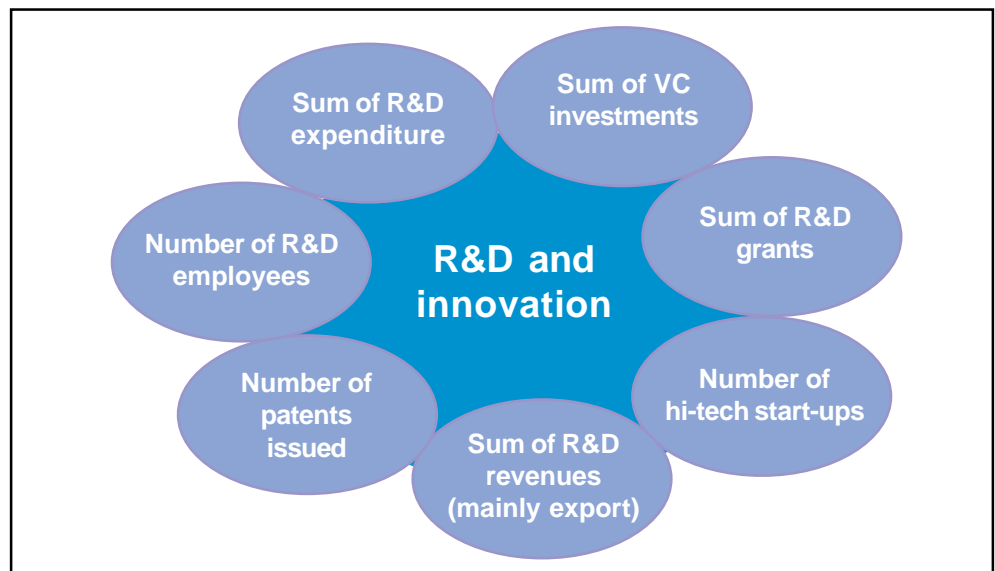 Sum of R&D
expenditure
Sum of VC
investments
Number of R&D
employees
R&D and
innovation
Sum of R&D
grants
Number of
patents
issued
Sum of R&D
revenues
(mainly export)
Number of
hi-tech start-ups